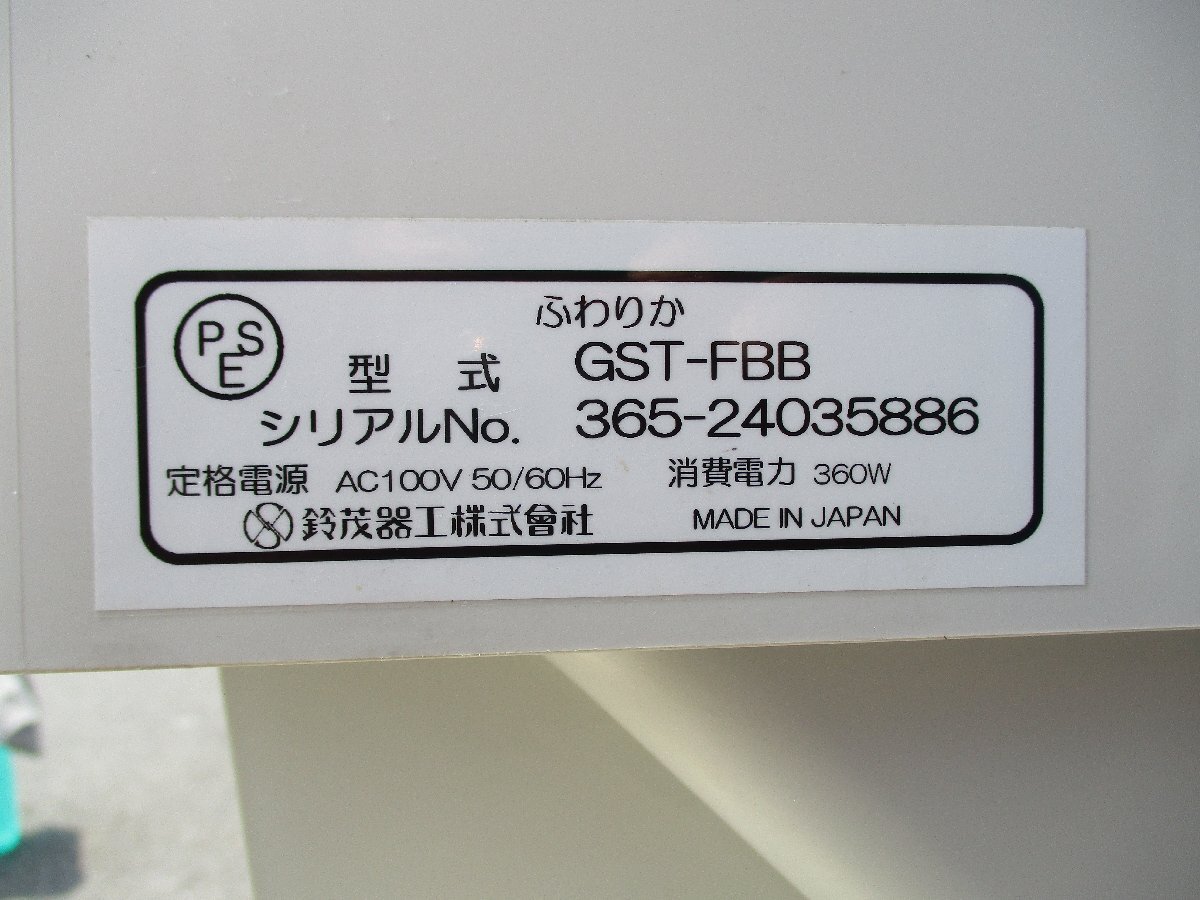 PSE
ふわりか
型 式 GST-FBB
シリアルNo. 365-24035886
定格電源 AC100V 50/60Hz 消費電力 360W
鈴茂器工株式會社 MADE IN JAPAN